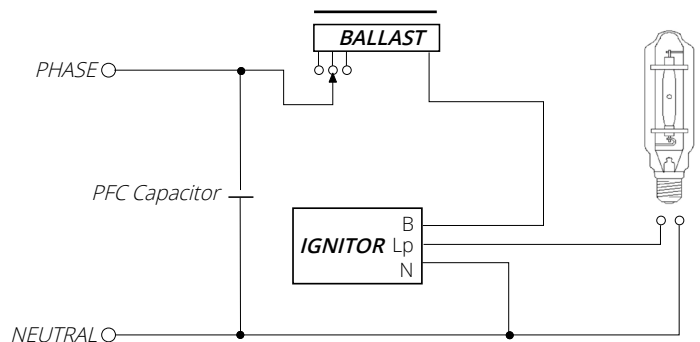 BALLAST
PHASE
PFC Capacitor
B
IGNITOR Lp
N
NEUTRAL